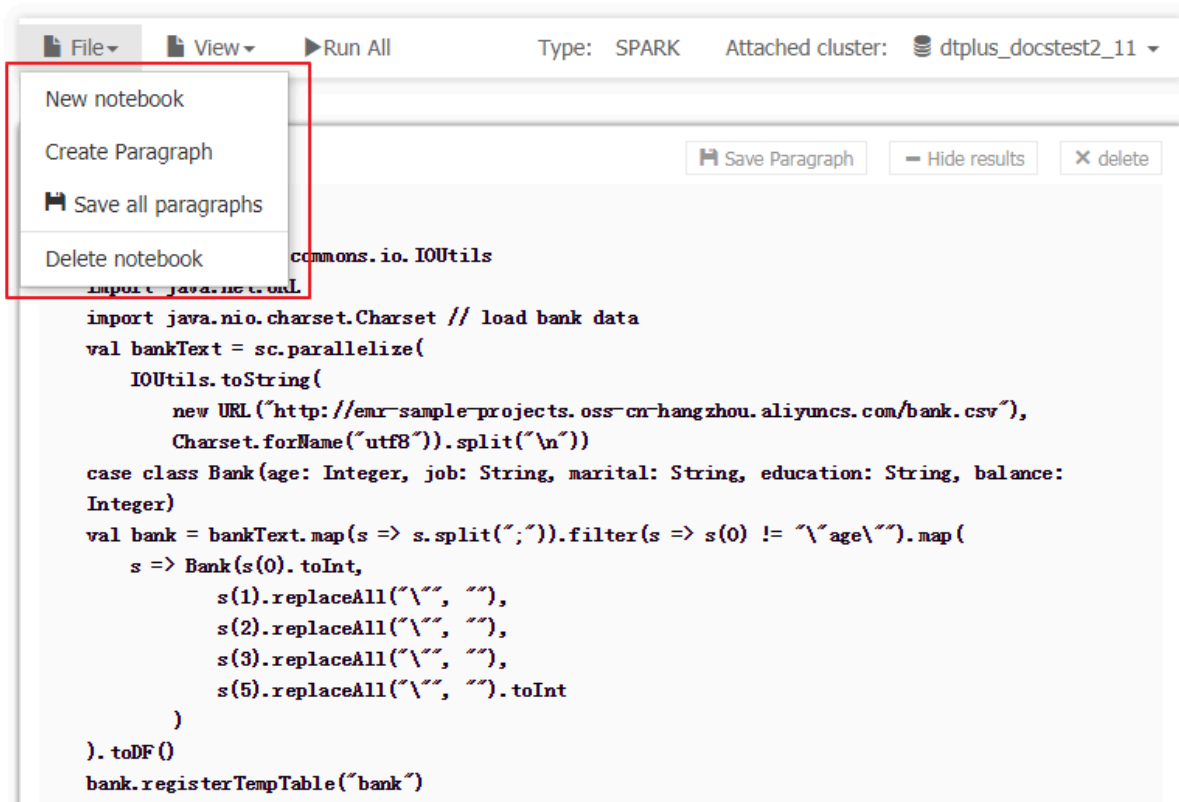 File View Run All Type: SPARK Attached cluster: dtplus_docstest2_11
New notebook
Create Paragraph
Save all paragraphs
Delete notebook
Save Paragraph Hide results delete
commons.io.IOUtils
import java.net.URL
import java.nio.charset.Charset // load bank data
val bankText = sc.parallelize(
    IOUtils.toString(
        new URL("http://emr-sample-projects.oss-cn-hangzhou.aliyuncs.com/bank.csv"),
        Charset.forName("utf8")).split("\n"))
case class Bank(age: Integer, job: String, marital: String, education: String, balance:
Integer)
val bank = bankText.map(s => s.split(";")).filter(s => s(0) != "\"age\"").map(
    s => Bank(s(0).toInt,
            s(1).replaceAll("\"", ""),
            s(2).replaceAll("\"", ""),
            s(3).replaceAll("\"", ""),
            s(5).replaceAll("\"", "").toInt
        )
).toDF()
bank.registerTempTable("bank")